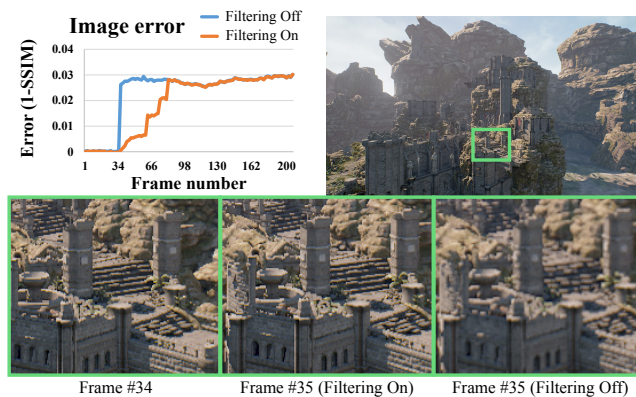 Image error
Filtering Off
Filtering On
Error (1-SSIM)
0.04
0.03
0.02
0.01
0
1 34 66 98 130 162 200
Frame number
Frame #34
Frame #35 (Filtering On)
Frame #35 (Filtering Off)